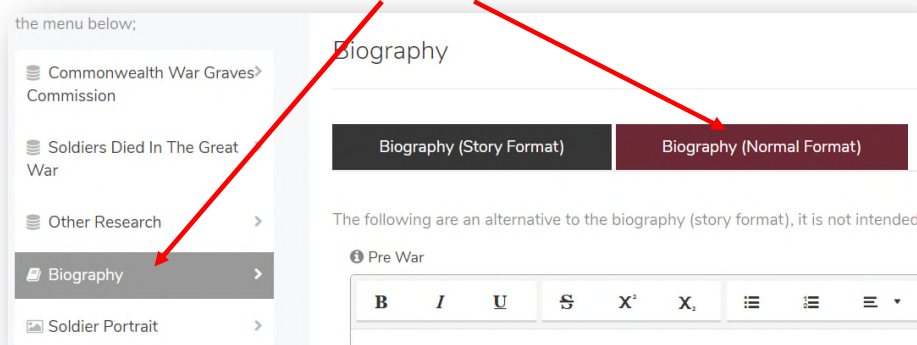 the menu below;
Commonwealth War Graves
Commission
Soldiers Died In The Great
War
Other Research
Biography
Soldier Portrait
Biography
Biography (Story Format)
Biography (Normal Format)
The following are an alternative to the biography (story format), it is not intended
Pre War
B I U S X² X₂